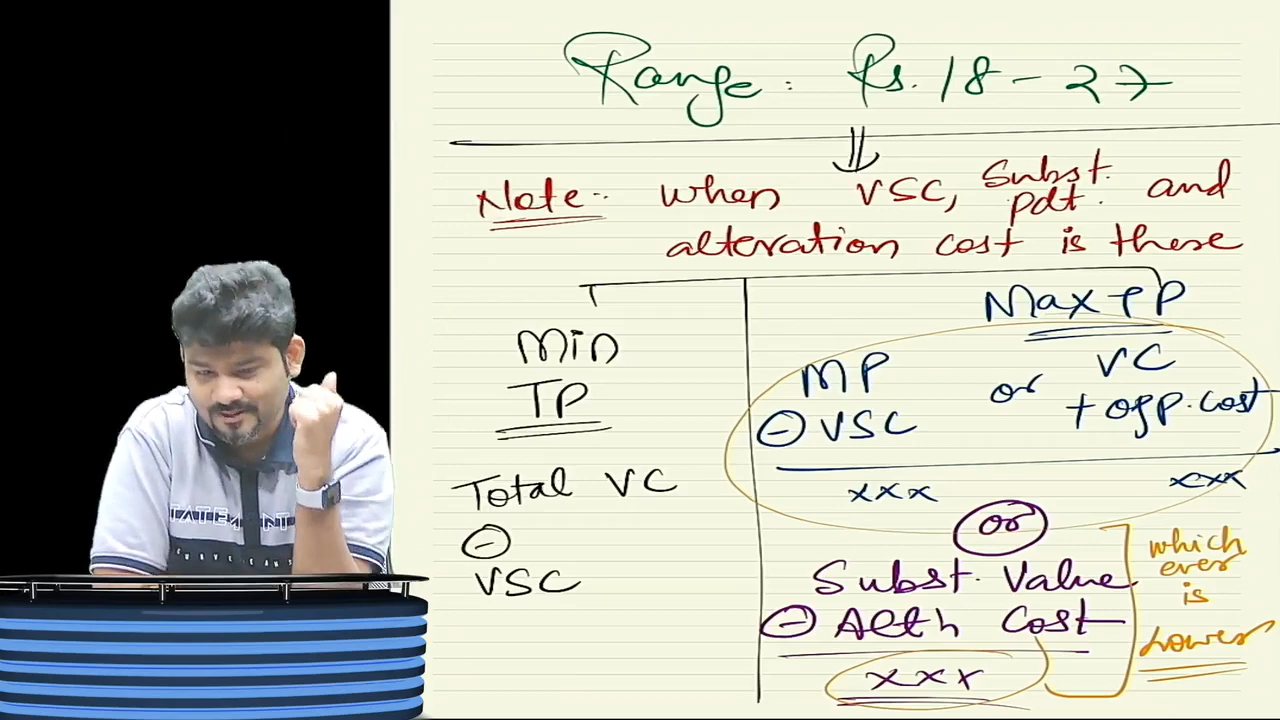 Range: Rs. 18 - 27
Note:- when VSC, Subst. pdt. and
alteration cost is there
Min
TP
Total VC
-
VSC
Max TP
MP
- VSC
xxx
or
VC
+ opp. cost
xxx
or
Subst. Value
- Alth Cost
xxx
which
ever
is
Lower
TATEMENT